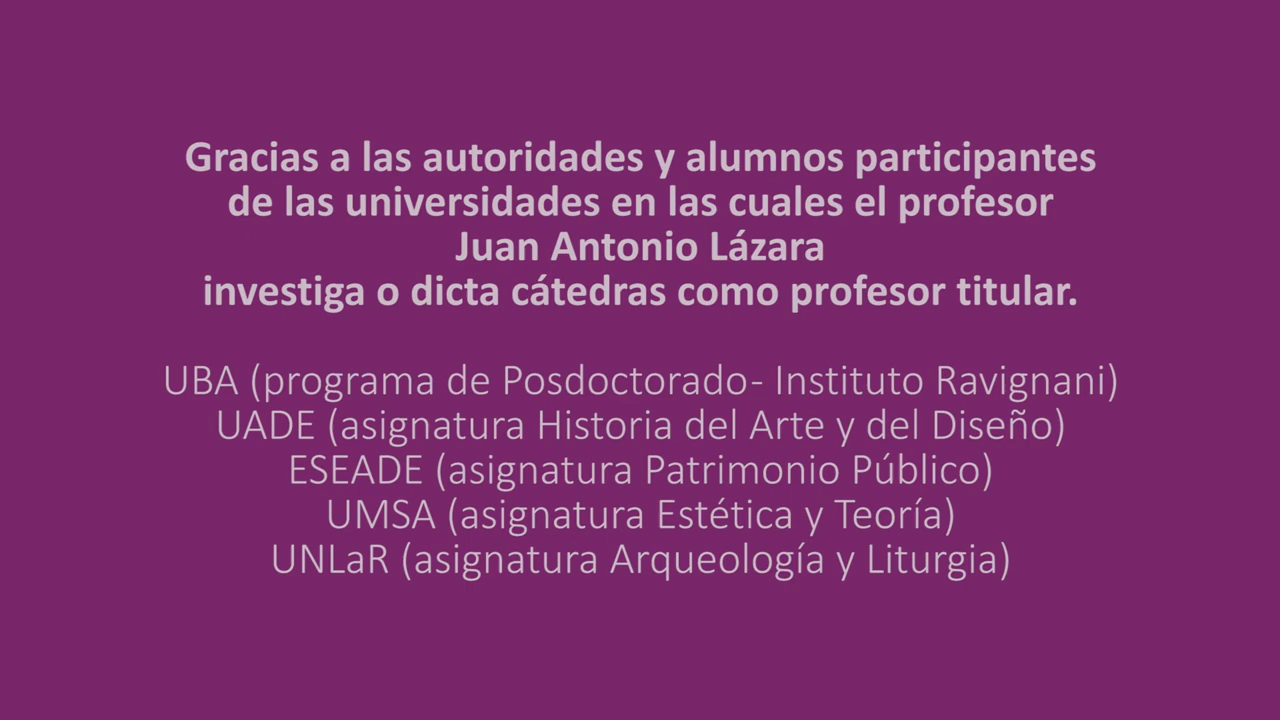 Gracias a las autoridades y alumnos participantes
de las universidades en las cuales el profesor
Juan Antonio Lázara
investiga o dicta cátedras como profesor titular.
UBA (programa de Posdoctorado- Instituto Ravignani)
UADE (asignatura Historia del Arte y del Diseño)
ESEADE (asignatura Patrimonio Público)
UMSA (asignatura Estética y Teoría)
UNLaR (asignatura Arqueología y Liturgia)